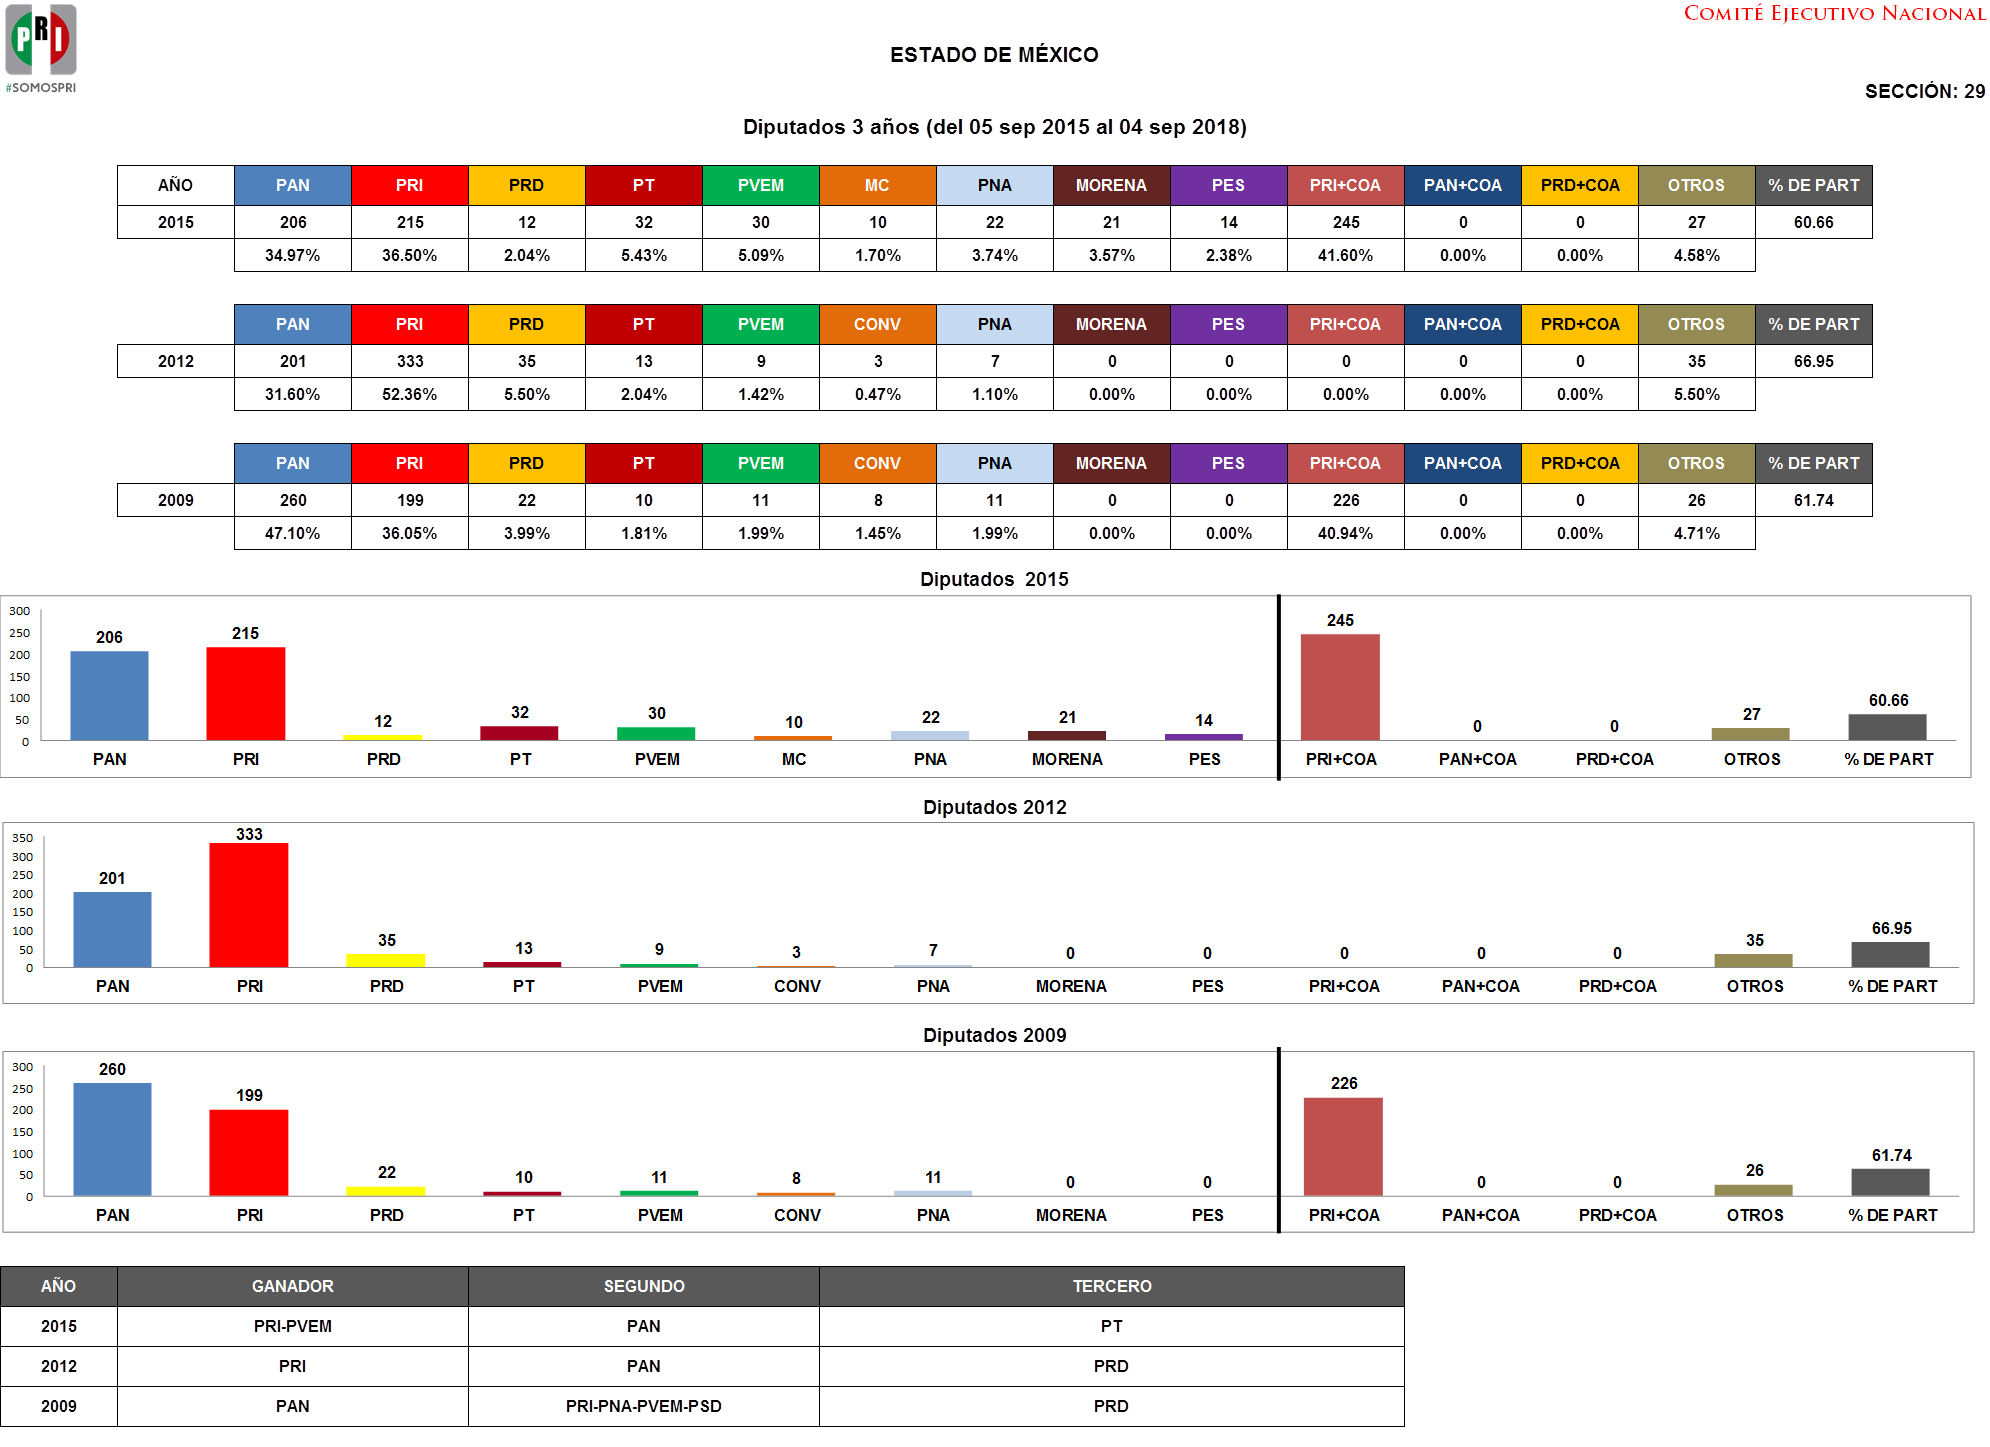 PRI
#SOMOSPRI
COMITÉ EJECUTIVO NACIONAL
ESTADO DE MÉXICO
SECCIÓN: 29
Diputados 3 años (del 05 sep 2015 al 04 sep 2018)
AÑO PAN PRI PRD PT PVEM MC PNA MORENA PES PRI+COA PAN+COA PRD+COA OTROS % DE PART
2015 206 215 12 32 30 10 22 21 14 245 0 0 27 60.66
34.97% 36.50% 2.04% 5.43% 5.09% 1.70% 3.74% 3.57% 2.38% 41.60% 0.00% 0.00% 4.58%
PAN PRI PRD PT PVEM CONV PNA MORENA PES PRI+COA PAN+COA PRD+COA OTROS % DE PART
2012 201 333 35 13 9 3 7 0 0 0 0 0 35 66.95
31.60% 52.36% 5.50% 2.04% 1.42% 0.47% 1.10% 0.00% 0.00% 0.00% 0.00% 0.00% 5.50%
PAN PRI PRD PT PVEM CONV PNA MORENA PES PRI+COA PAN+COA PRD+COA OTROS % DE PART
2009 260 199 22 10 11 8 11 0 0 226 0 0 26 61.74
47.10% 36.05% 3.99% 1.81% 1.99% 1.45% 1.99% 0.00% 0.00% 40.94% 0.00% 0.00% 4.71%
Diputados 2015
300
250
200
150
100
50
0
206 215 12 32 30 10 22 21 14 245 0 0 27 60.66
PAN PRI PRD PT PVEM MC PNA MORENA PES PRI+COA PAN+COA PRD+COA OTROS % DE PART
Diputados 2012
350
300
250
200
150
100
50
0
201 333 35 13 9 3 7 0 0 0 0 0 35 66.95
PAN PRI PRD PT PVEM CONV PNA MORENA PES PRI+COA PAN+COA PRD+COA OTROS % DE PART
Diputados 2009
300
250
200
150
100
50
0
260 199 22 10 11 8 11 0 0 226 0 0 26 61.74
PAN PRI PRD PT PVEM CONV PNA MORENA PES PRI+COA PAN+COA PRD+COA OTROS % DE PART
AÑO GANADOR SEGUNDO TERCERO
2015 PRI-PVEM PAN PT
2012 PRI PAN PRD
2009 PAN PRI-PNA-PVEM-PSD PRD